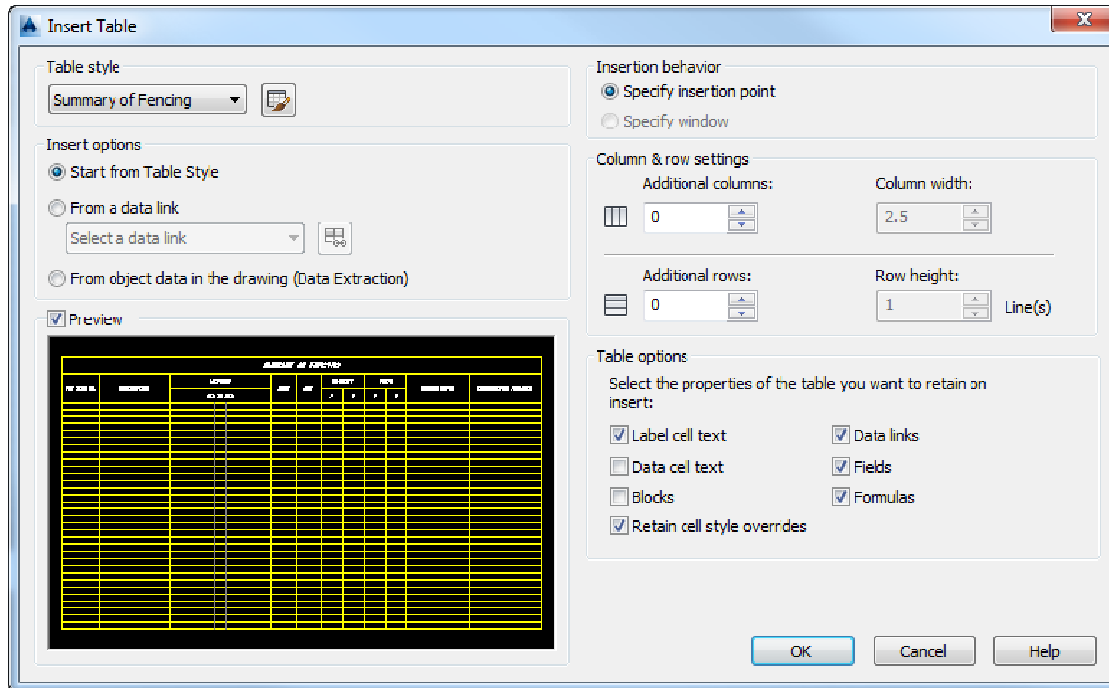 Insert Table
Table style
Summary of Fencing
Insert options
Start from Table Style
From a data link
Select a data link
From object data in the drawing (Data Extraction)
Preview
Insertion behavior
Specify insertion point
Specify window
Column & row settings
Additional columns:
Column width:
0
2.5
Additional rows:
Row height:
0
1
Line(s)
Table options
Select the properties of the table you want to retain on
insert:
Label cell text
Data links
Data cell text
Fields
Blocks
Formulas
Retain cell style overrides
OK
Cancel
Help